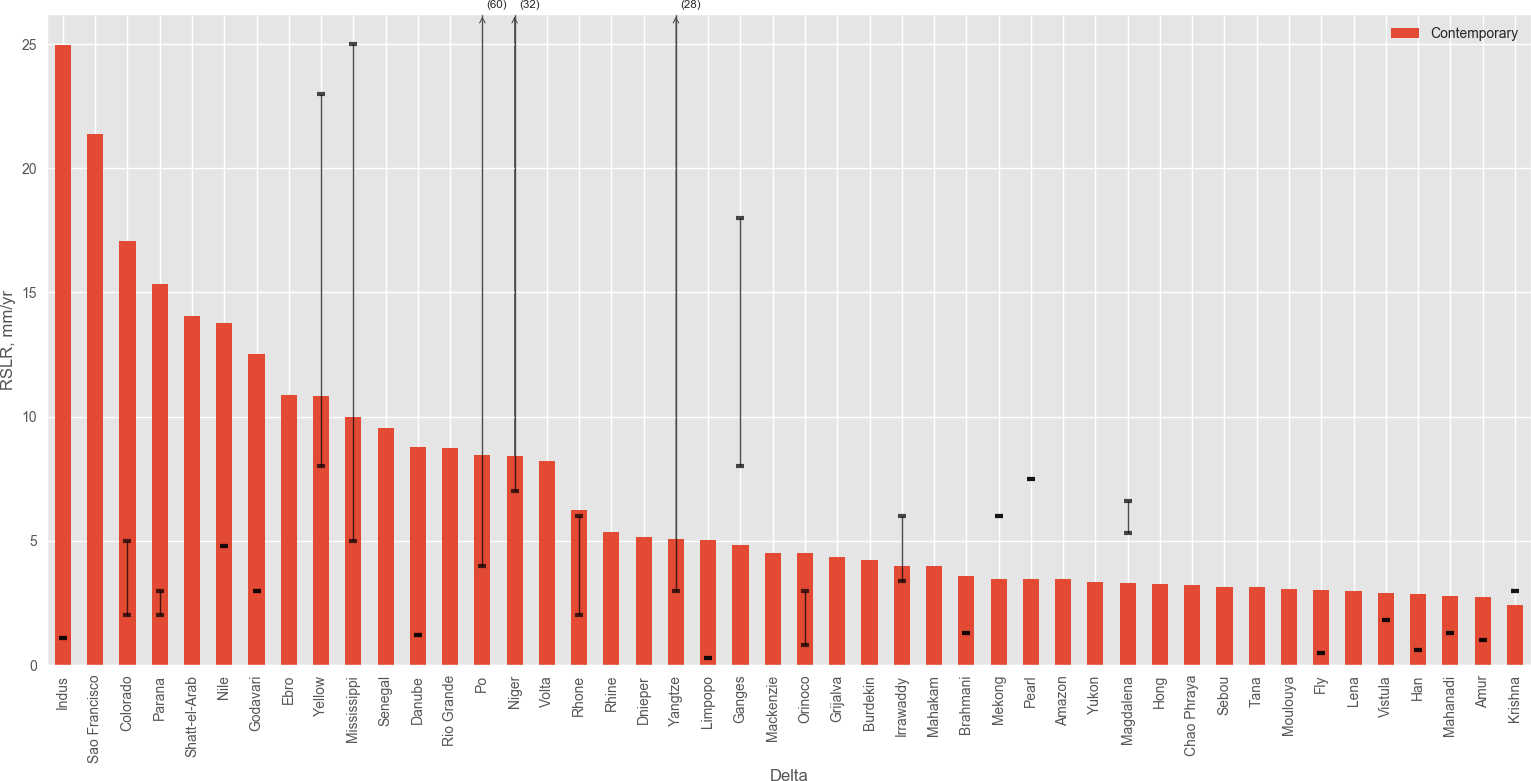 (60) (32) (28)
Contemporary
RSLR, mm/yr
25
20
15
10
5
0
Indus
Sao Francisco
Colorado
Parana
Shatt-el-Arab
Nile
Godavari
Ebro
Yellow
Mississippi
Senegal
Danube
Rio Grande
Po
Niger
Volta
Rhone
Rhine
Dnieper
Yangtze
Limpopo
Ganges
Mackenzie
Orinoco
Grijalva
Burdekin
Irrawaddy
Mahakam
Brahmani
Mekong
Pearl
Amazon
Yukon
Magdalena
Hong
Chao Phraya
Sebou
Tana
Moulouya
Fly
Lena
Vistula
Han
Mahanadi
Amur
Krishna
Delta